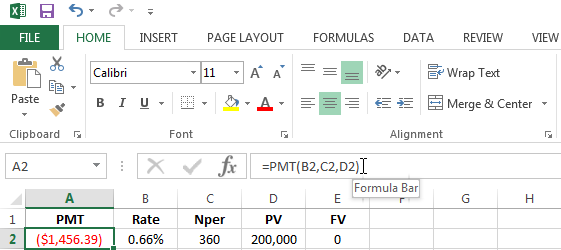 FILE HOME INSERT PAGE LAYOUT FORMULAS DATA REVIEW VIEW
Calibri 11 A A Wrap Text
Paste B I U A Merge & Center
Clipboard Font Alignment
A2 fx =PMT(B2,C2,D2)
Formula Bar
A B C D E F G H
1 PMT Rate Nper PV FV
2 ($1,456.39) 0.66% 360 200,000 0